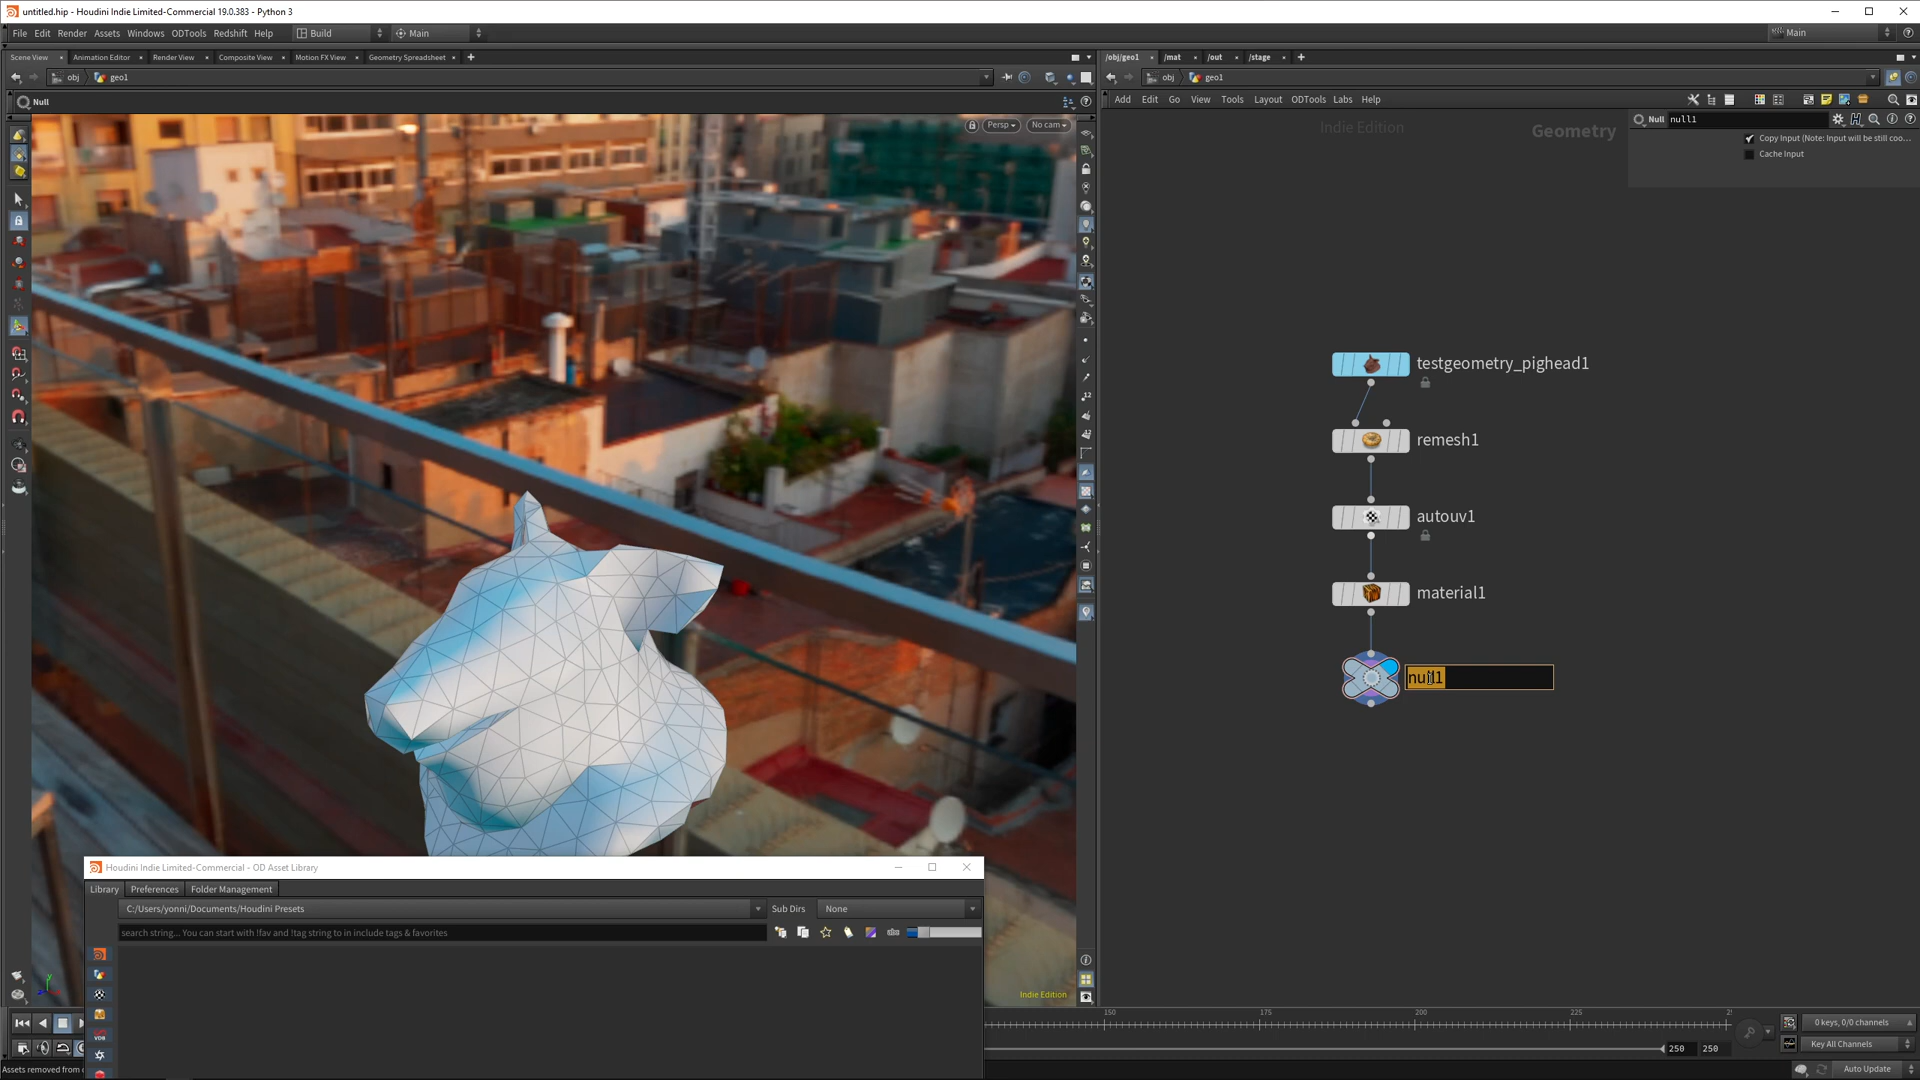 untitled.hip - Houdini Indie Limited-Commercial 19.0.383 - Python 3
File Edit Render Assets Windows ODTools Redshift Help
Build
Main
Main
Scene View
Animation Editor
Render View
Composite View
Motion FX View
Geometry Spreadsheet
/obj/geo1
/mat
/out
/stage
obj
geo1
obj
geo1
Null
Add Edit Go View Tools Layout ODTools Labs Help
Persp
No cam
Indie Edition
Geometry
Null
null1
Copy Input (Note: Input will be still coo...
Cache Input
testgeometry_pighead1
remesh1
autouv1
material1
null1
Houdini Indie Limited-Commercial - OD Asset Library
Library
Preferences
Folder Management
C:/Users/yonni/Documents/Houdini Presets
Sub Dirs
None
search string... You can start with !fav and !tag string to in include tags & favorites
abc
VDB
Indie Edition
150
175
200
225
0 keys, 0/0 channels
250
250
Key All Channels
Assets removed from
Auto Update